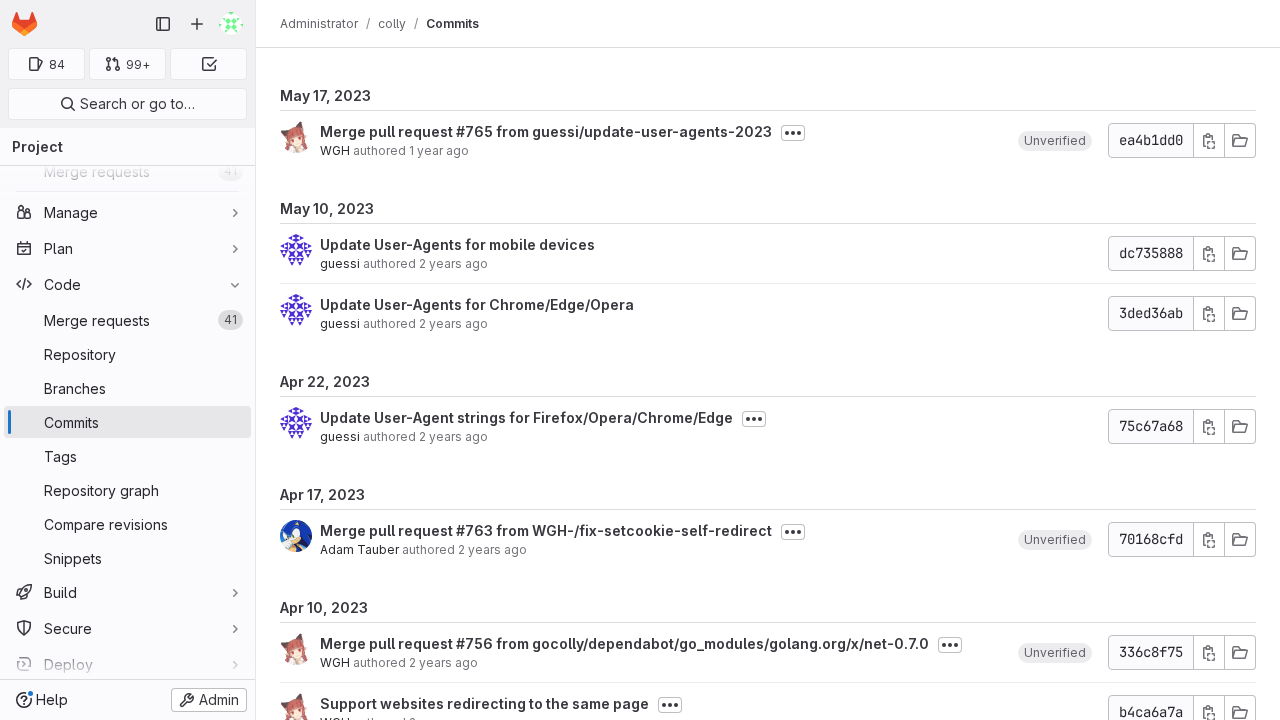 Administrator / colly / Commits
84
99+
Search or go to…
Project
Merge requests 41
Manage
Plan
Code
Merge requests 41
Repository
Branches
Commits
Tags
Repository graph
Compare revisions
Snippets
Build
Secure
Deploy
Help
Admin
May 17, 2023
Merge pull request #765 from guessi/update-user-agents-2023
WGH authored 1 year ago
Unverified
ea4b1dd0
May 10, 2023
Update User-Agents for mobile devices
guessi authored 2 years ago
dc735888
Update User-Agents for Chrome/Edge/Opera
guessi authored 2 years ago
3ded36ab
Apr 22, 2023
Update User-Agent strings for Firefox/Opera/Chrome/Edge
guessi authored 2 years ago
75c67a68
Apr 17, 2023
Merge pull request #763 from WGH-/fix-setcookie-self-redirect
Adam Tauber authored 2 years ago
Unverified
70168cfd
Apr 10, 2023
Merge pull request #756 from gocolly/dependabot/go_modules/golang.org/x/net-0.7.0
WGH authored 2 years ago
Unverified
336c8f75
Support websites redirecting to the same page
b4ca6a7a